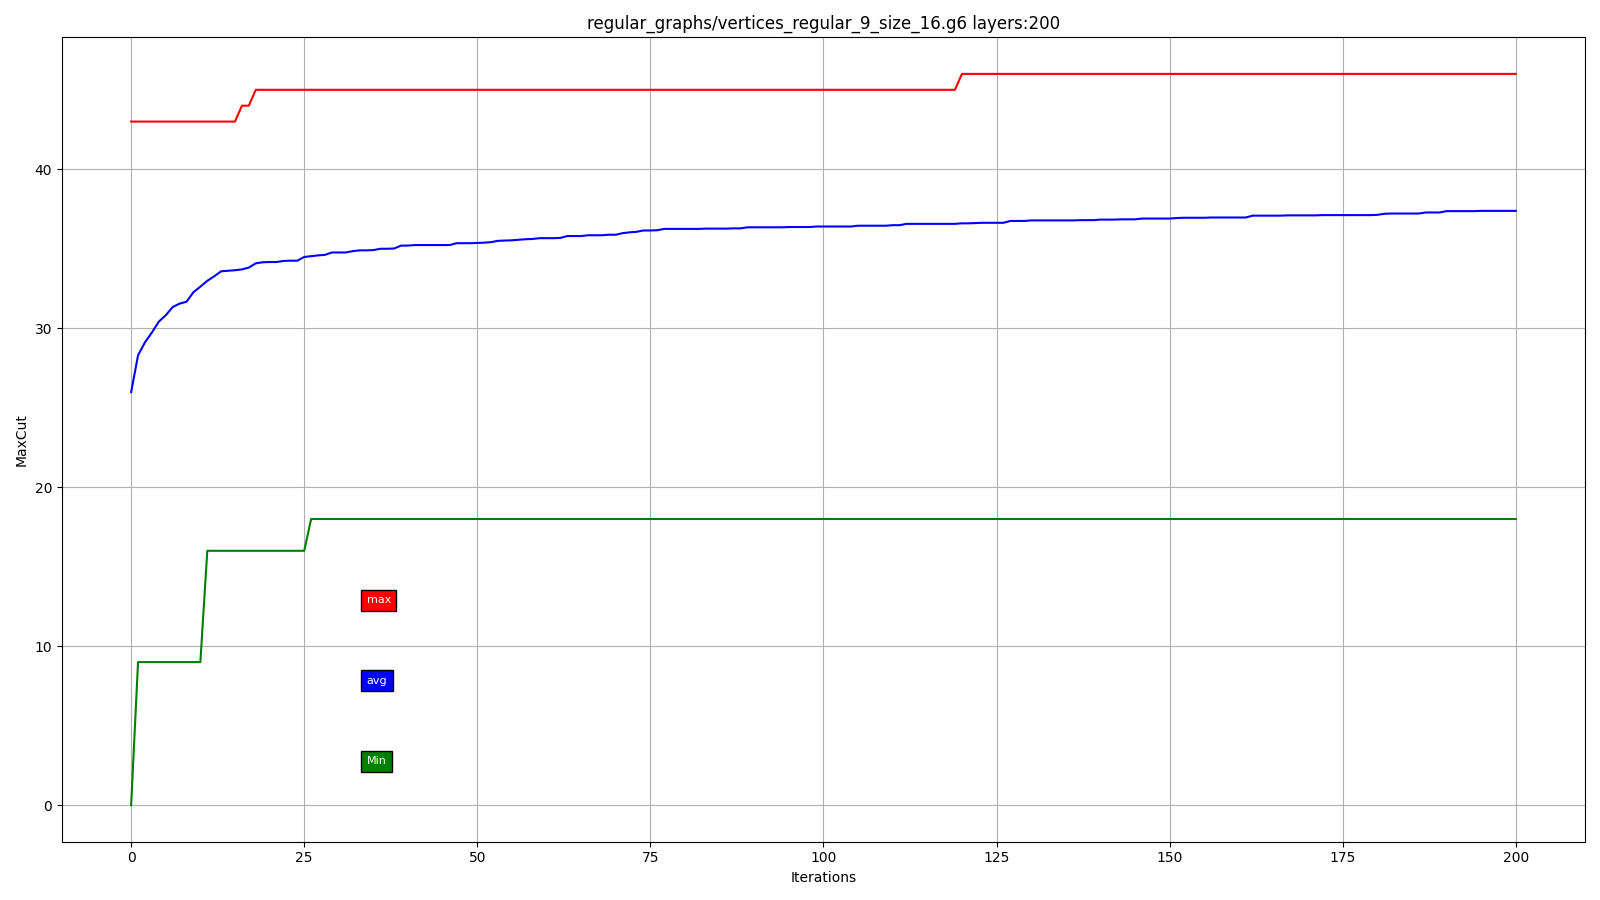 regular_graphs/vertices_regular_9_size_16.g6 layers:200
MaxCut
40
30
20
10
0
max
avg
Min
0 25 50 75 100 125 150 175 200
Iterations